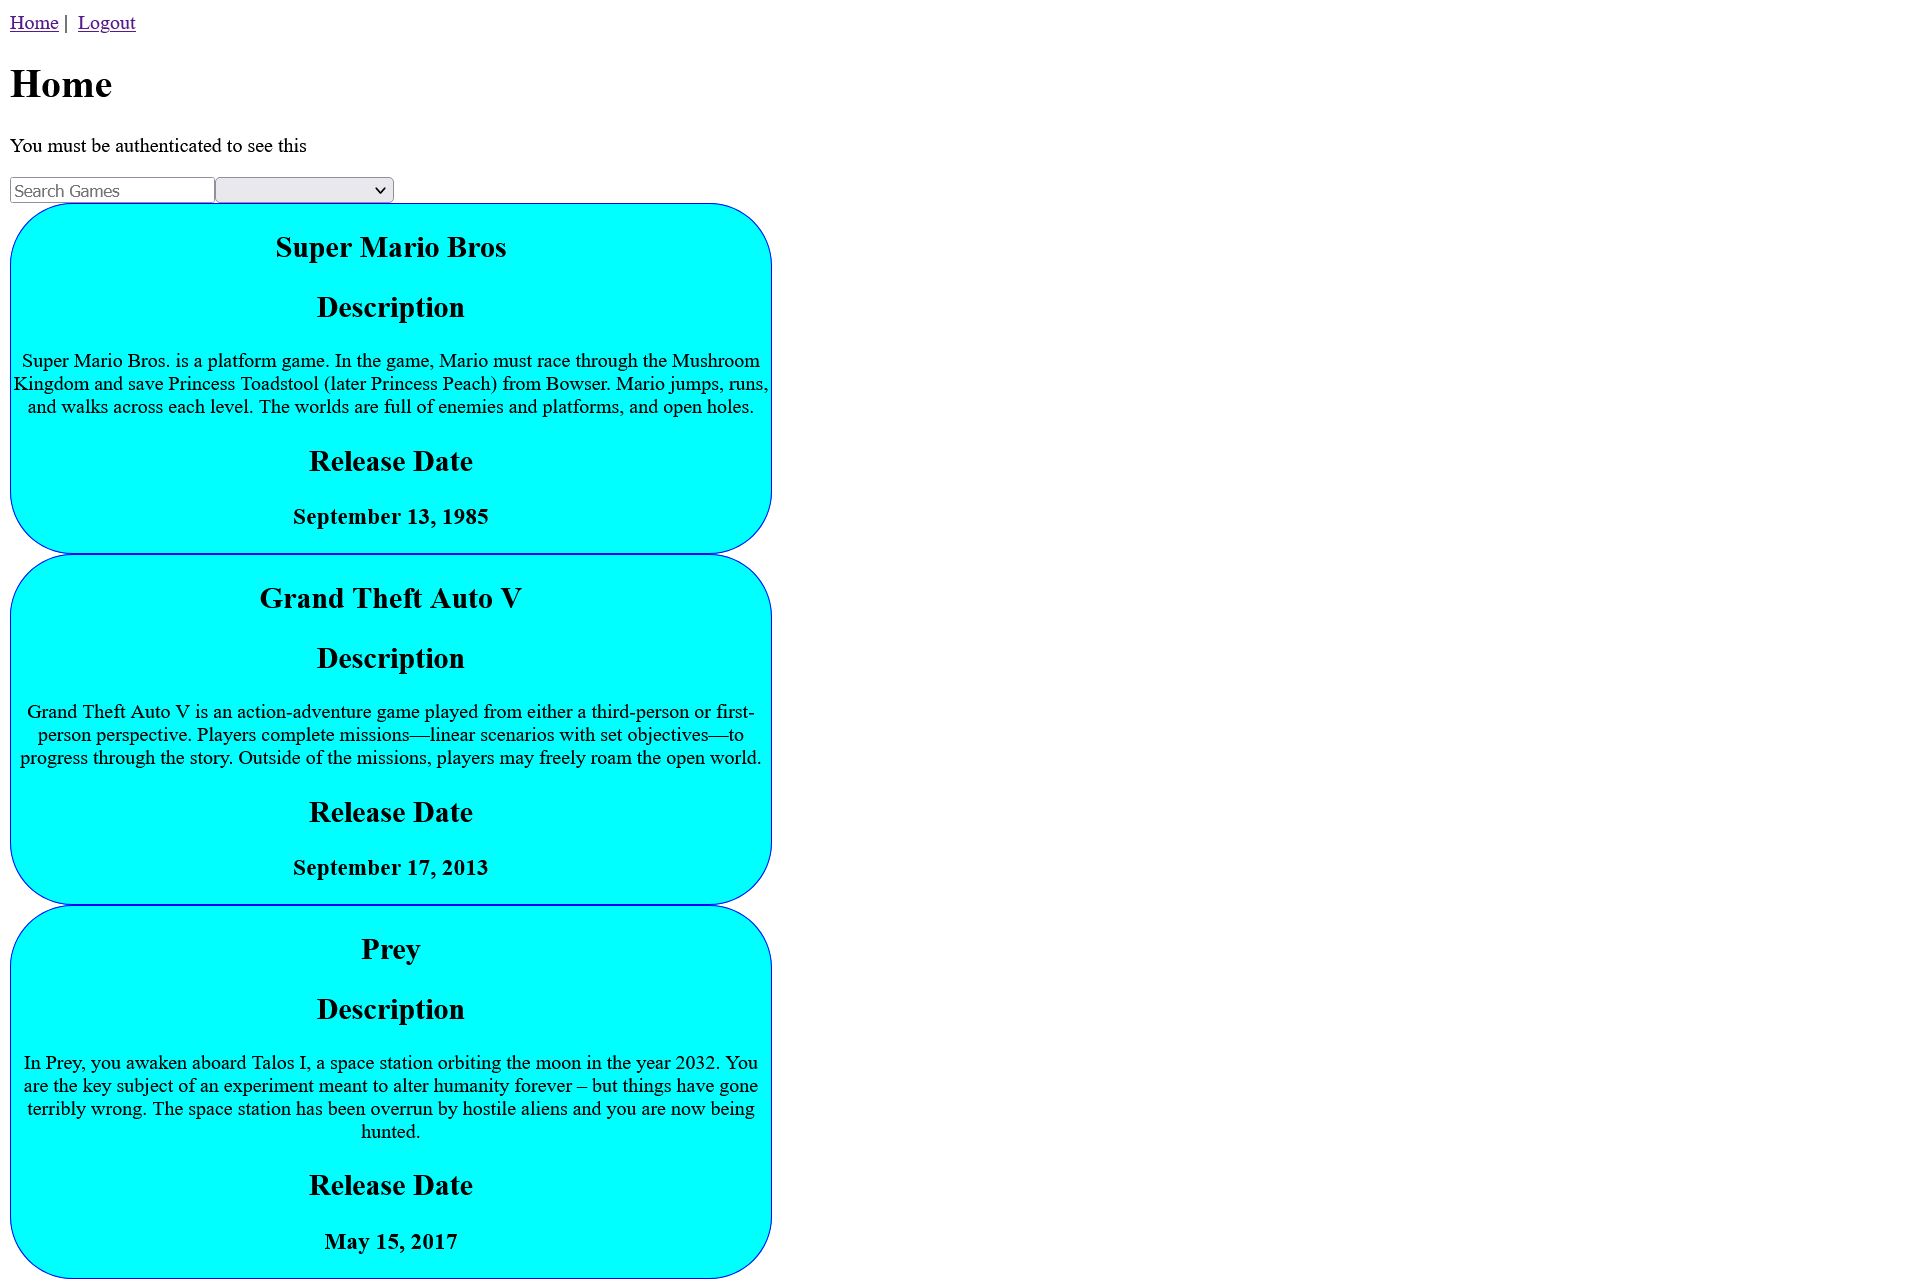 Home | Logout
Home
You must be authenticated to see this
Search Games
Super Mario Bros
Description
Super Mario Bros. is a platform game. In the game, Mario must race through the Mushroom
Kingdom and save Princess Toadstool (later Princess Peach) from Bowser. Mario jumps, runs,
and walks across each level. The worlds are full of enemies and platforms, and open holes.
Release Date
September 13, 1985
Grand Theft Auto V
Description
Grand Theft Auto V is an action-adventure game played from either a third-person or first-
person perspective. Players complete missions—linear scenarios with set objectives—to
progress through the story. Outside of the missions, players may freely roam the open world.
Release Date
September 17, 2013
Prey
Description
In Prey, you awaken aboard Talos I, a space station orbiting the moon in the year 2032. You
are the key subject of an experiment meant to alter humanity forever – but things have gone
terribly wrong. The space station has been overrun by hostile aliens and you are now being
hunted.
Release Date
May 15, 2017